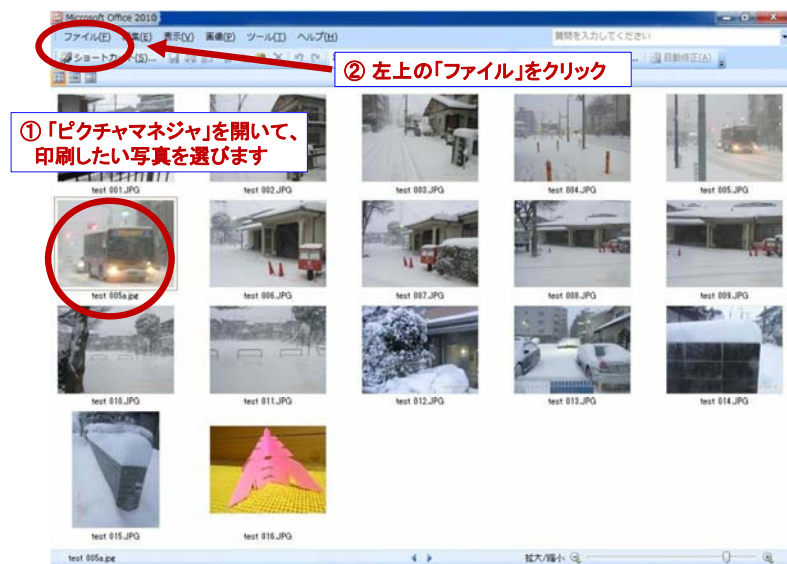 Microsoft Office 2010
ファイル(F) 編集(E) 表示(V) 画像(P) ツール(T) ヘルプ(H)
質問を入力してください
ショートカット(S)...
自動修正(A)
② 左上の「ファイル」をクリック
① 「ピクチャマネジャ」を開いて、
印刷したい写真を選びます
test 001.JPG test 002.JPG test 003.JPG test 004.JPG test 005.JPG
test 005a.jpg test 006.JPG test 007.JPG test 008.JPG test 009.JPG
test 010.JPG test 011.JPG test 012.JPG test 013.JPG test 014.JPG
test 015.JPG test 016.JPG
test 005a.jpg 拡大/縮小